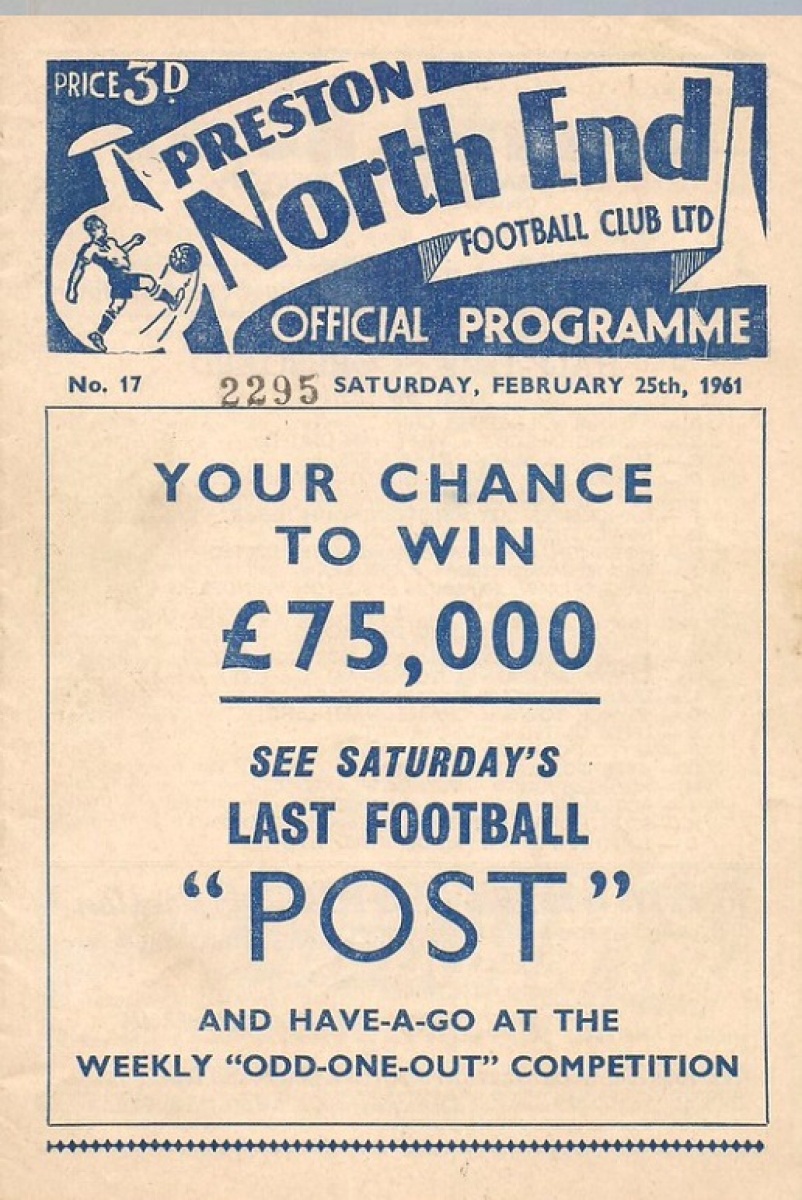 PRICE 3D
PRESTON
North End
FOOTBALL CLUB LTD
OFFICIAL PROGRAMME
No. 17 2295 SATURDAY, FEBRUARY 25th, 1961
YOUR CHANCE
TO WIN
£75,000
SEE SATURDAY'S
LAST FOOTBALL
"POST"
AND HAVE-A-GO AT THE
WEEKLY "ODD-ONE-OUT" COMPETITION